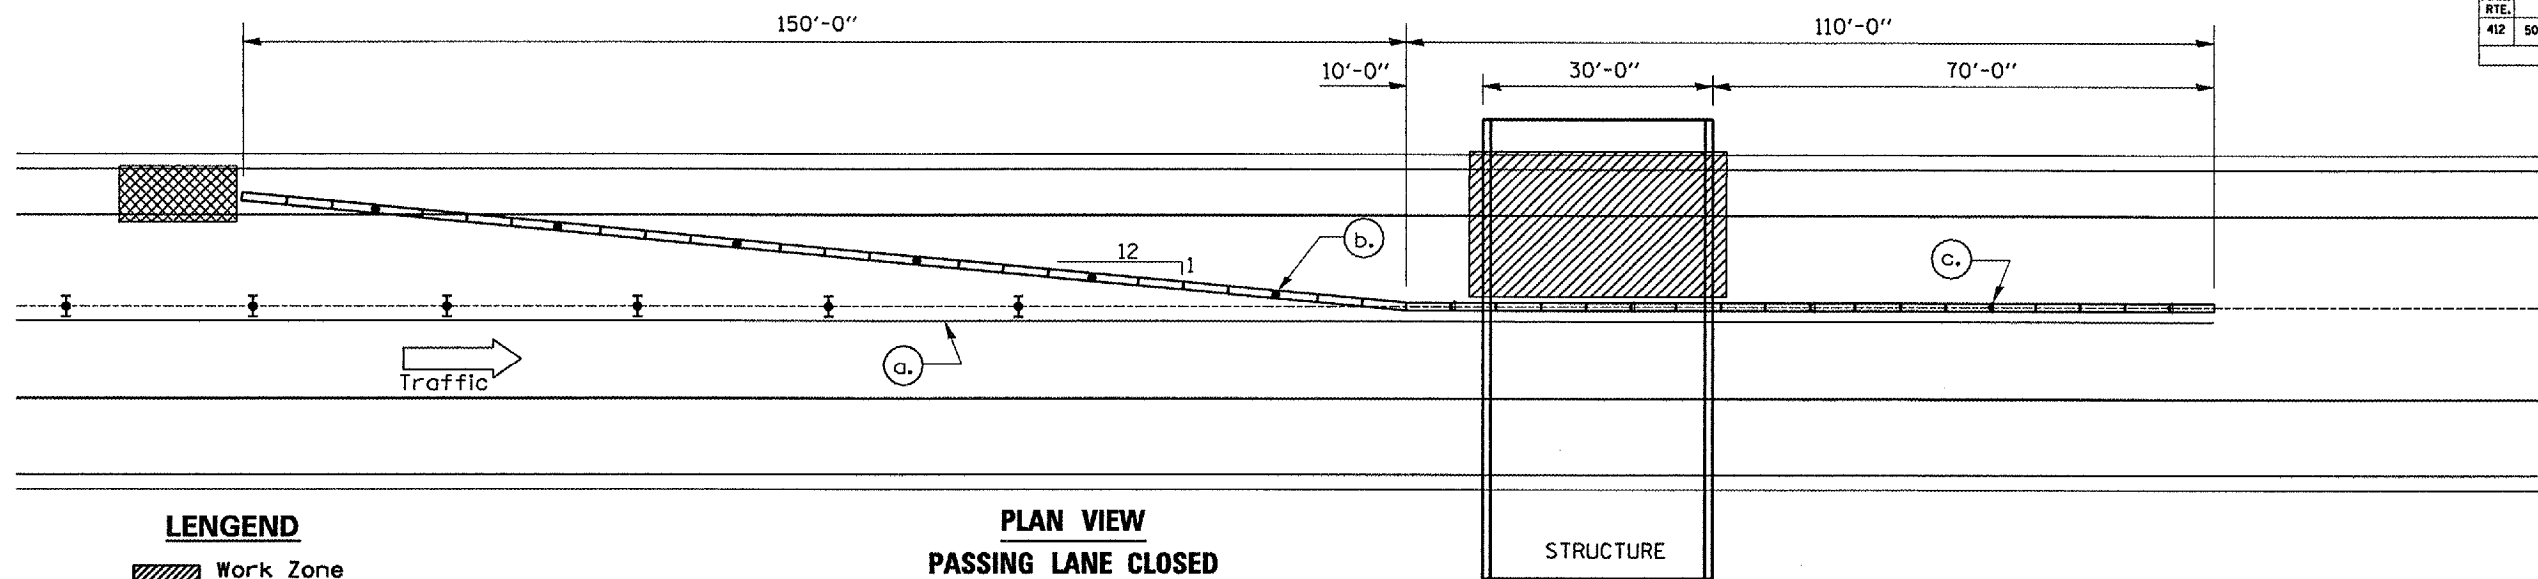 150'-0"
110'-0"
RTE.
412 50
10'-0"
30'-0"
70'-0"
b.
12
1
c.
a.
Traffic
LENGEND
PLAN VIEW
PASSING LANE CLOSED
STRUCTURE
Work Zone